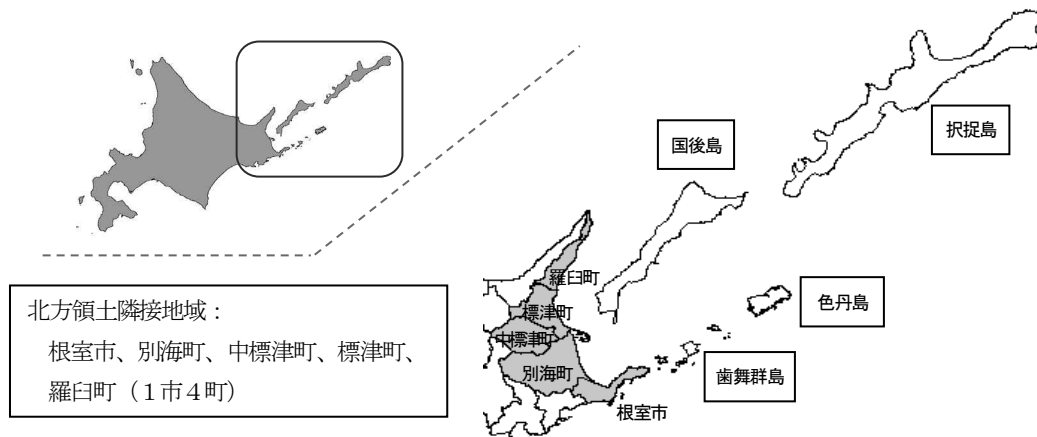 国後島
択捉島
羅臼町
標津町
中標津町
別海町
根室市
色丹島
歯舞群島
北方領土隣接地域：
根室市、別海町、中標津町、標津町、
羅臼町（１市４町）